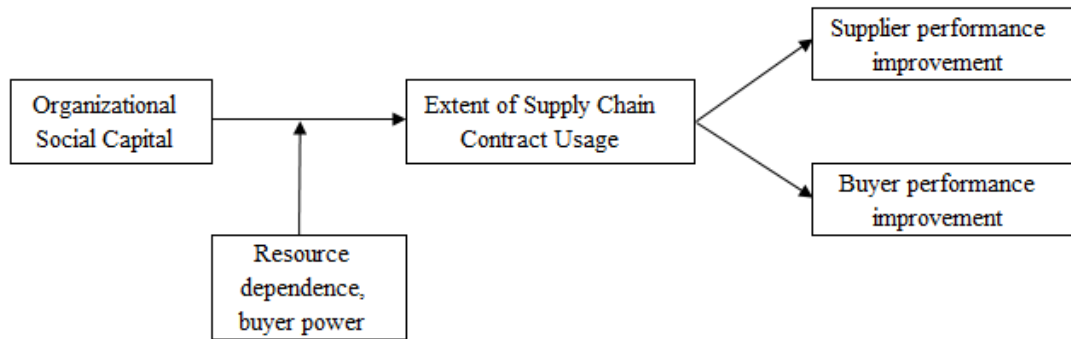 Organizational
Social Capital
Extent of Supply Chain
Contract Usage
Supplier performance
improvement
Buyer performance
improvement
Resource
dependence,
buyer power